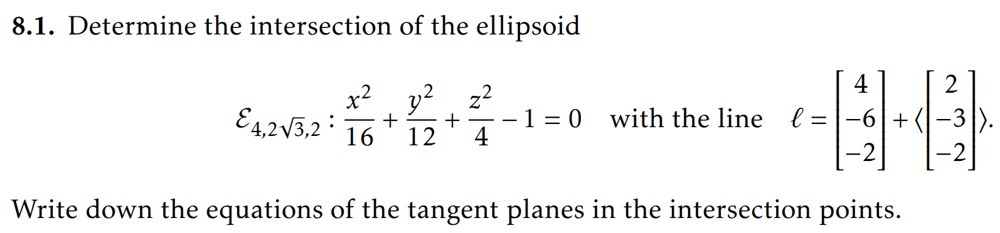 8.1. Determine the intersection of the ellipsoid
$\mathcal{E}_{4,2\sqrt{3},2} : \frac{x^2}{16} + \frac{y^2}{12} + \frac{z^2}{4} - 1 = 0$ with the line $\ell = \begin{bmatrix} 4 \\ -6 \\ -2 \end{bmatrix} + \langle \begin{bmatrix} 2 \\ -3 \\ -2 \end{bmatrix} \rangle.$
Write down the equations of the tangent planes in the intersection points.